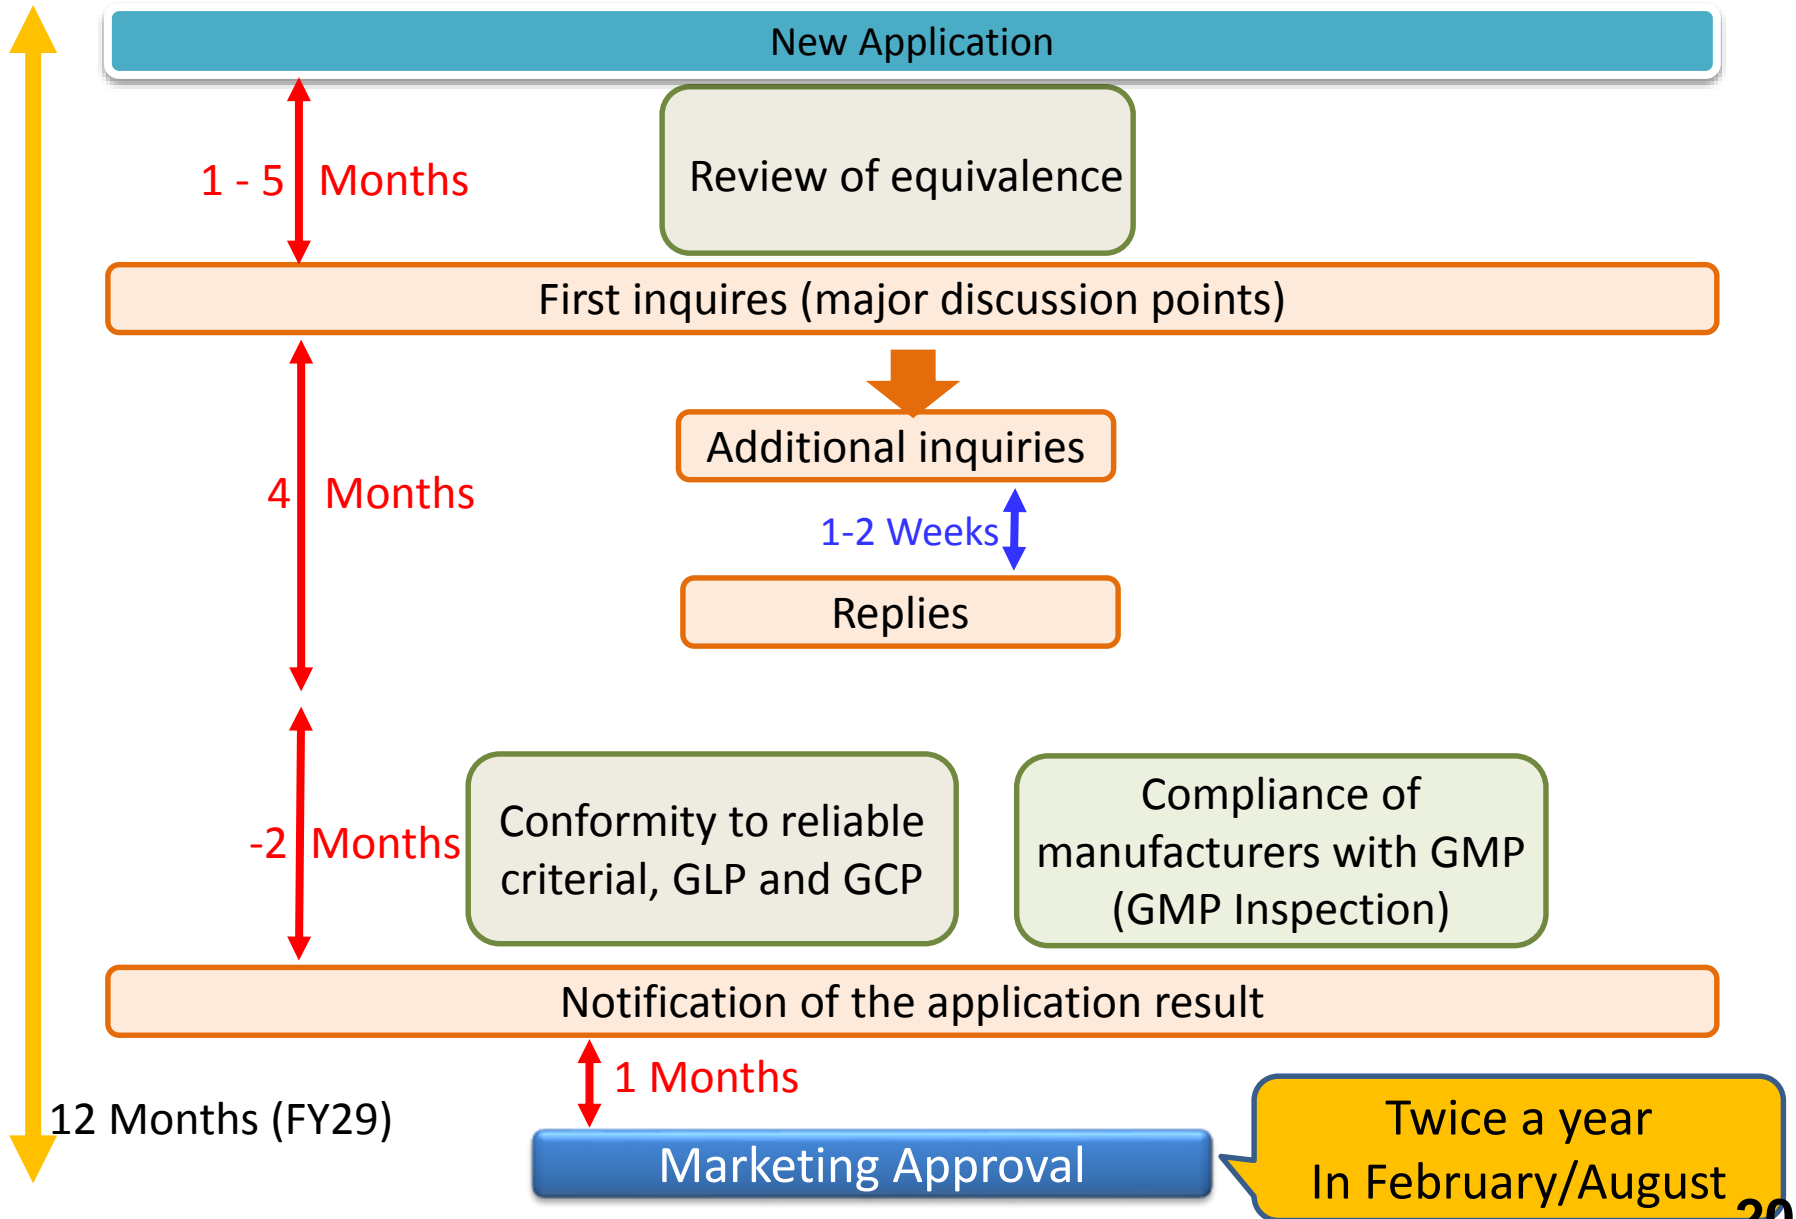 New Application
1 - 5 Months
Review of equivalence
First inquires (major discussion points)
Additional inquiries
4 Months
1-2 Weeks
Replies
-2 Months
Conformity to reliable
criterial, GLP and GCP
Compliance of
manufacturers with GMP
(GMP Inspection)
Notification of the application result
1 Months
12 Months (FY29)
Marketing Approval
Twice a year
In February/August
20